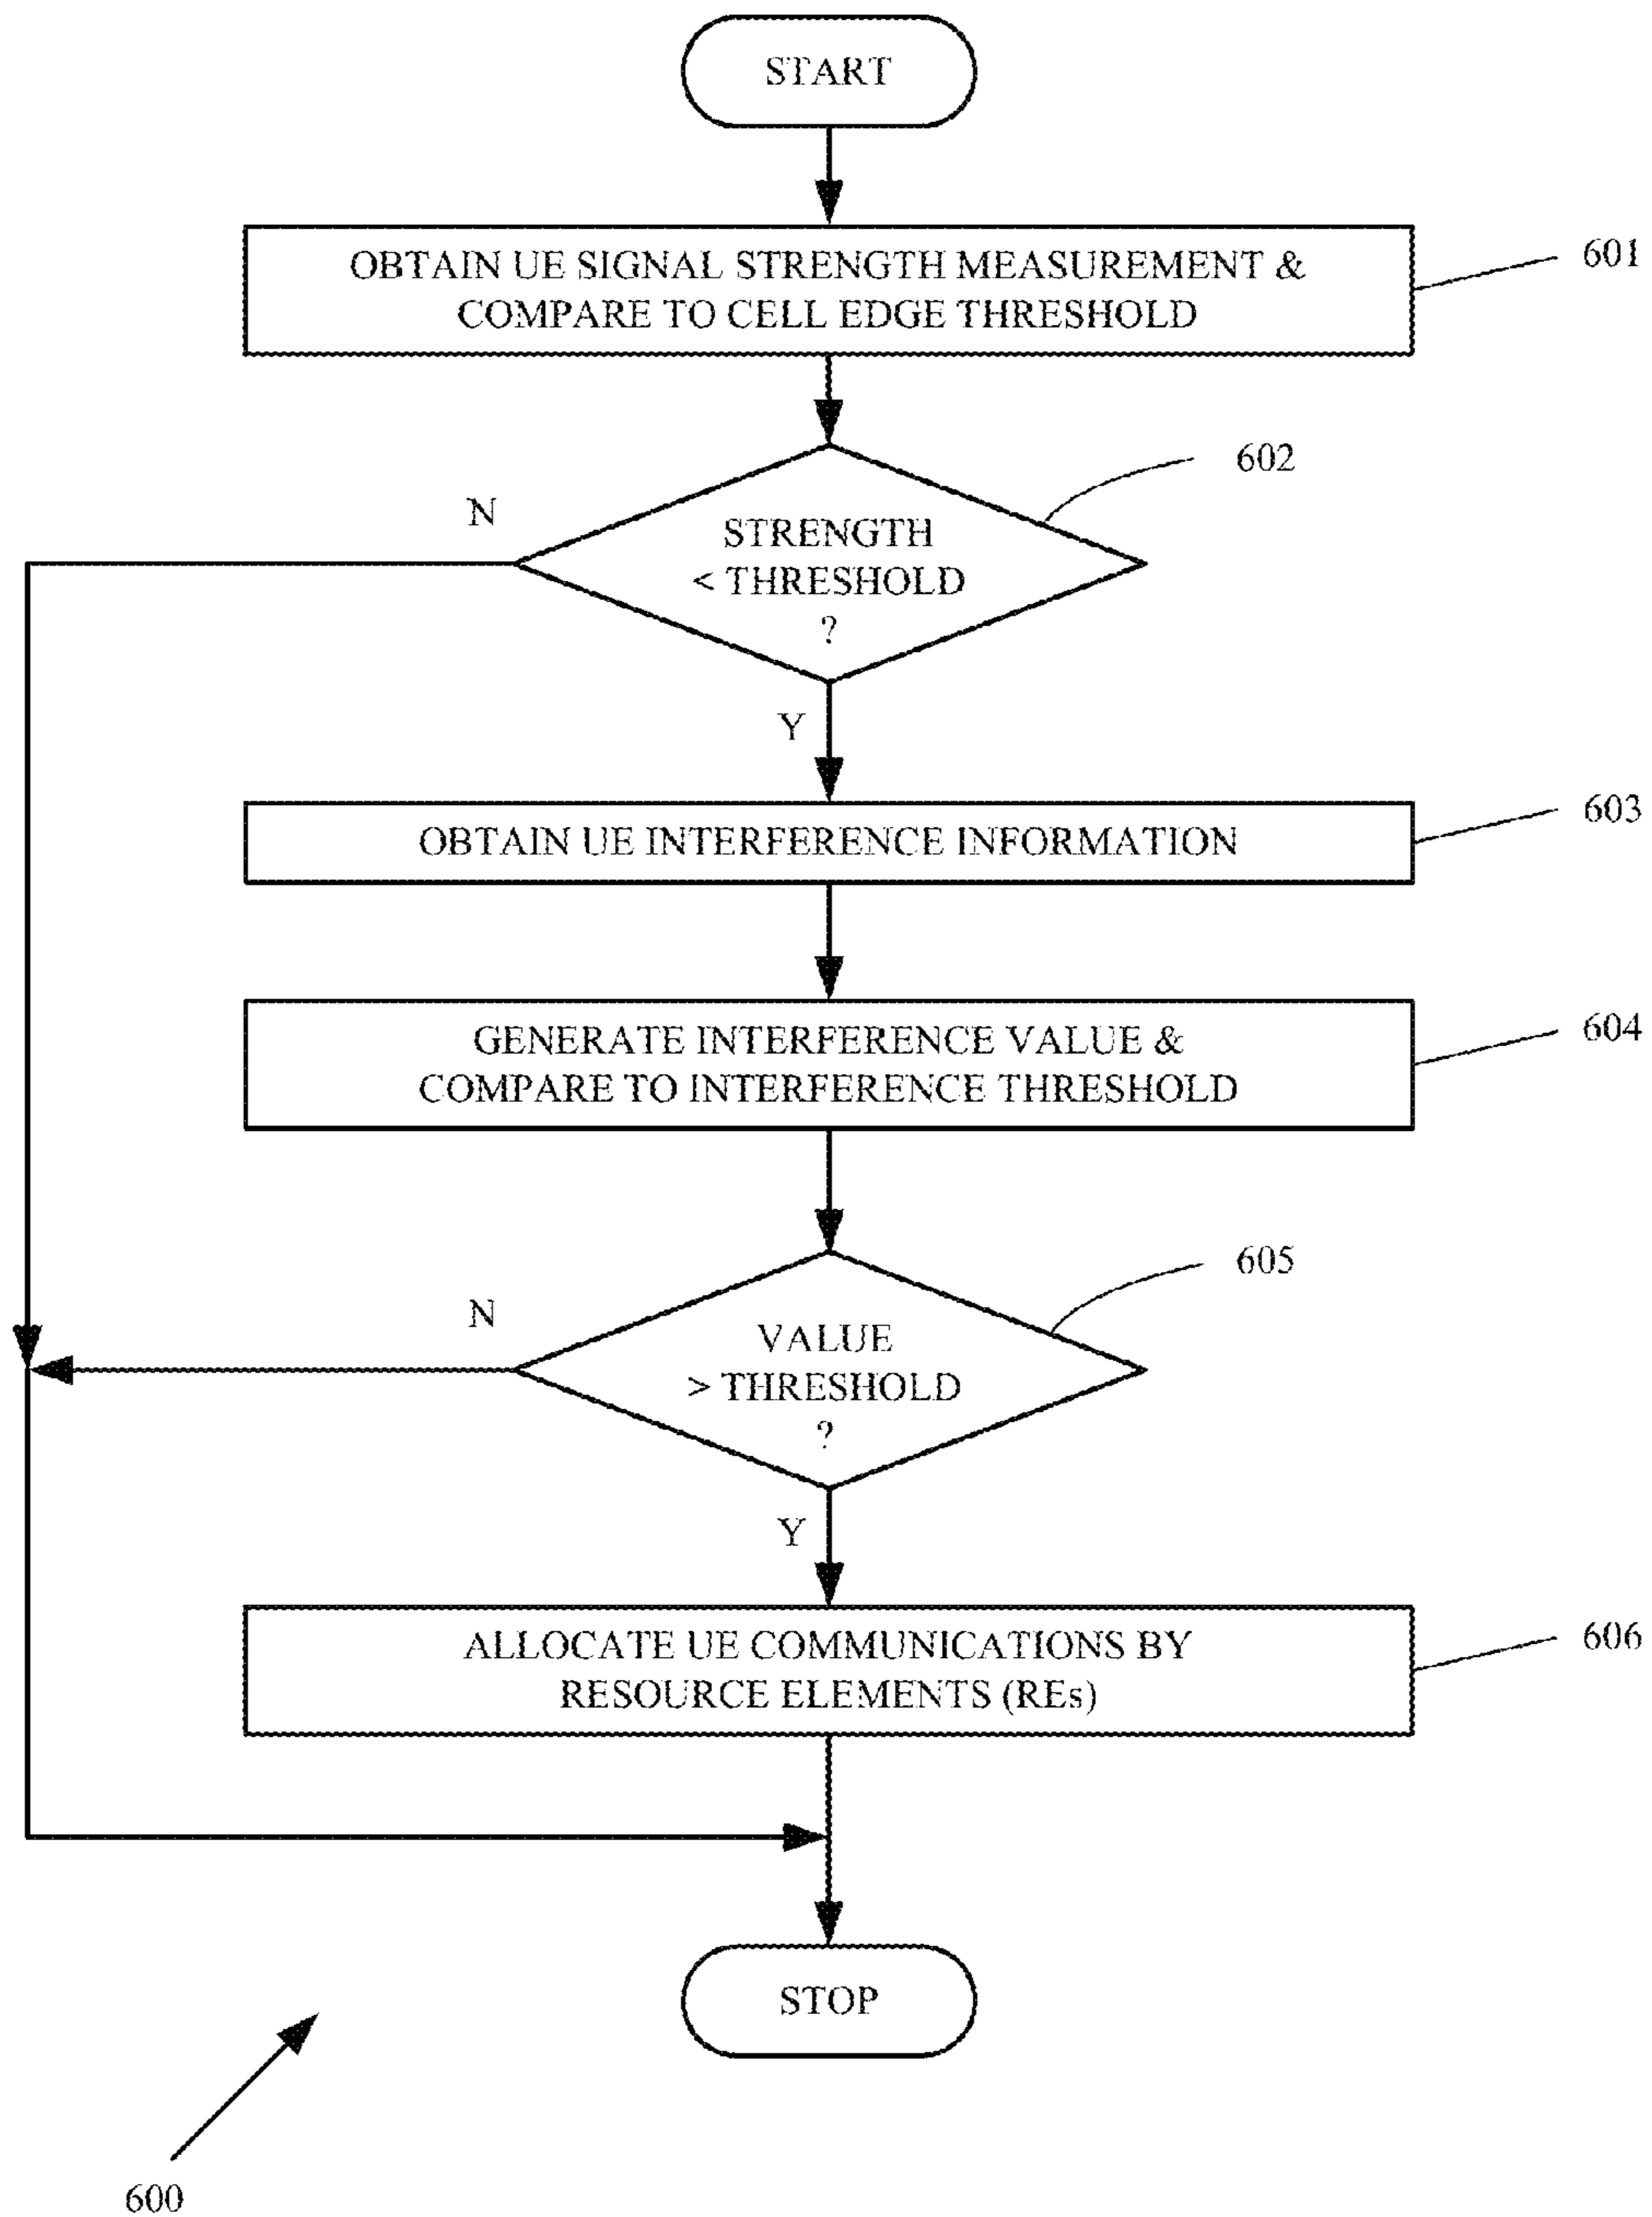 START
OBTAIN UE SIGNAL STRENGTH MEASUREMENT &
COMPARE TO CELL EDGE THRESHOLD
601
602
N
STRENGTH
< THRESHOLD
?
Y
OBTAIN UE INTERFERENCE INFORMATION
603
GENERATE INTERFERENCE VALUE &
COMPARE TO INTERFERENCE THRESHOLD
604
605
N
VALUE
> THRESHOLD
?
Y
ALLOCATE UE COMMUNICATIONS BY
RESOURCE ELEMENTS (REs)
606
STOP
600